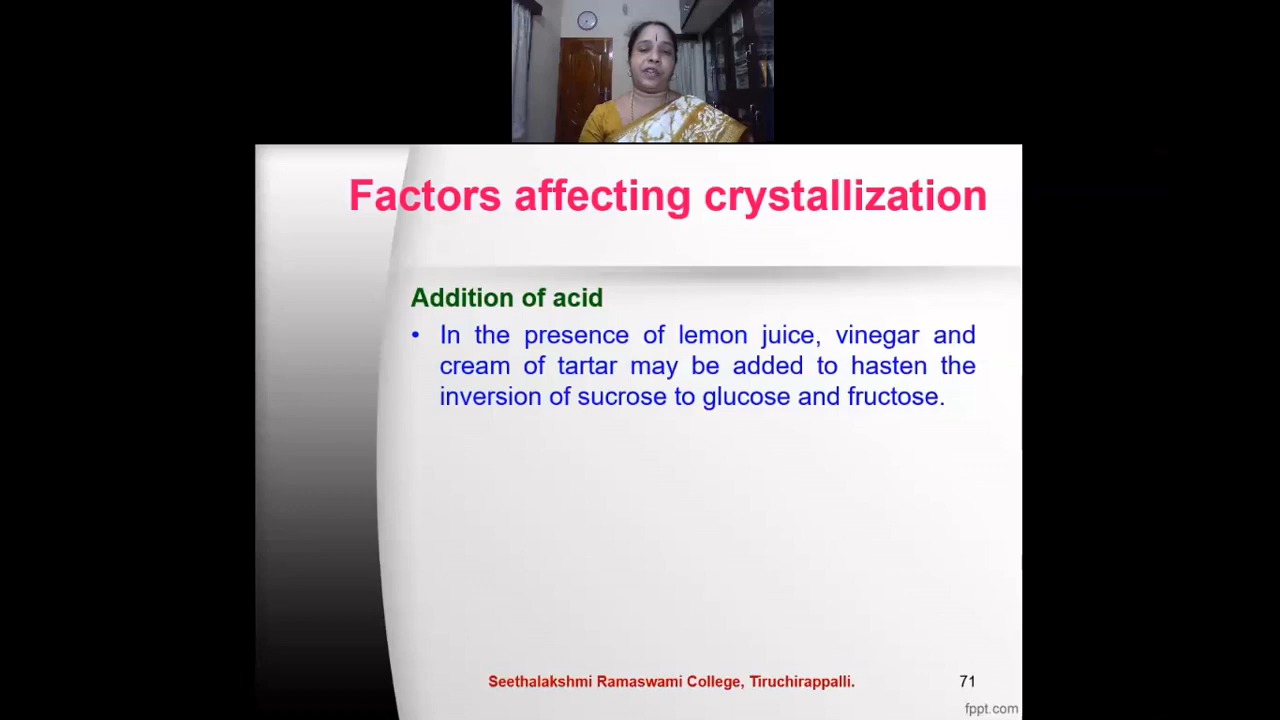 Factors affecting crystallization
Addition of acid
• In the presence of lemon juice, vinegar and
cream of tartar may be added to hasten the
inversion of sucrose to glucose and fructose.
Seethalakshmi Ramaswami College, Tiruchirappalli.
71
fppt.com